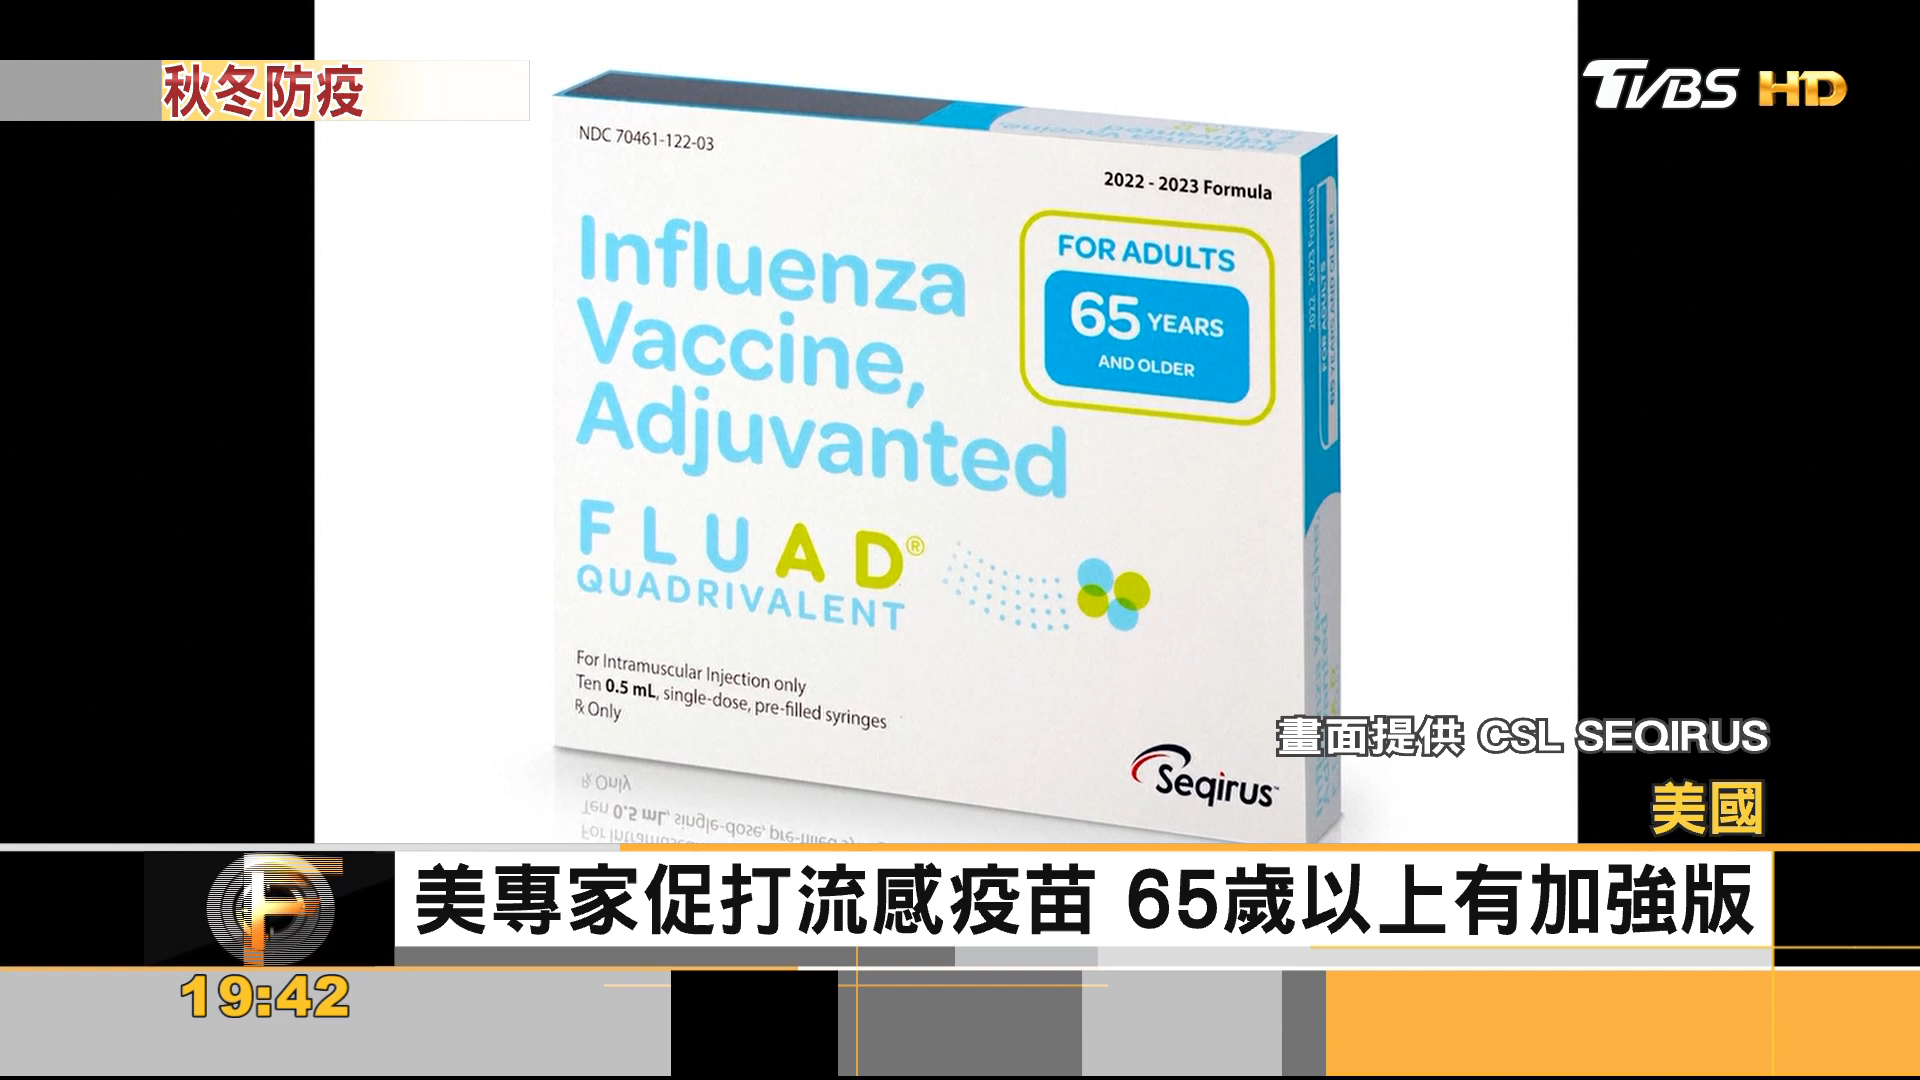 秋冬防疫
TVBS HD
NDC 70461-122-03
2022 - 2023 Formula
Influenza
Vaccine,
Adjuvanted
FOR ADULTS
65 YEARS
AND OLDER
FLUAD®
QUADRIVALENT
For Intramuscular Injection only
Ten 0.5 mL, single-dose, pre-filled syringes
℞ Only
Seqirus™
畫面提供 CSL SEQIRUS
美國
美專家促打流感疫苗 65歲以上有加強版
19:42